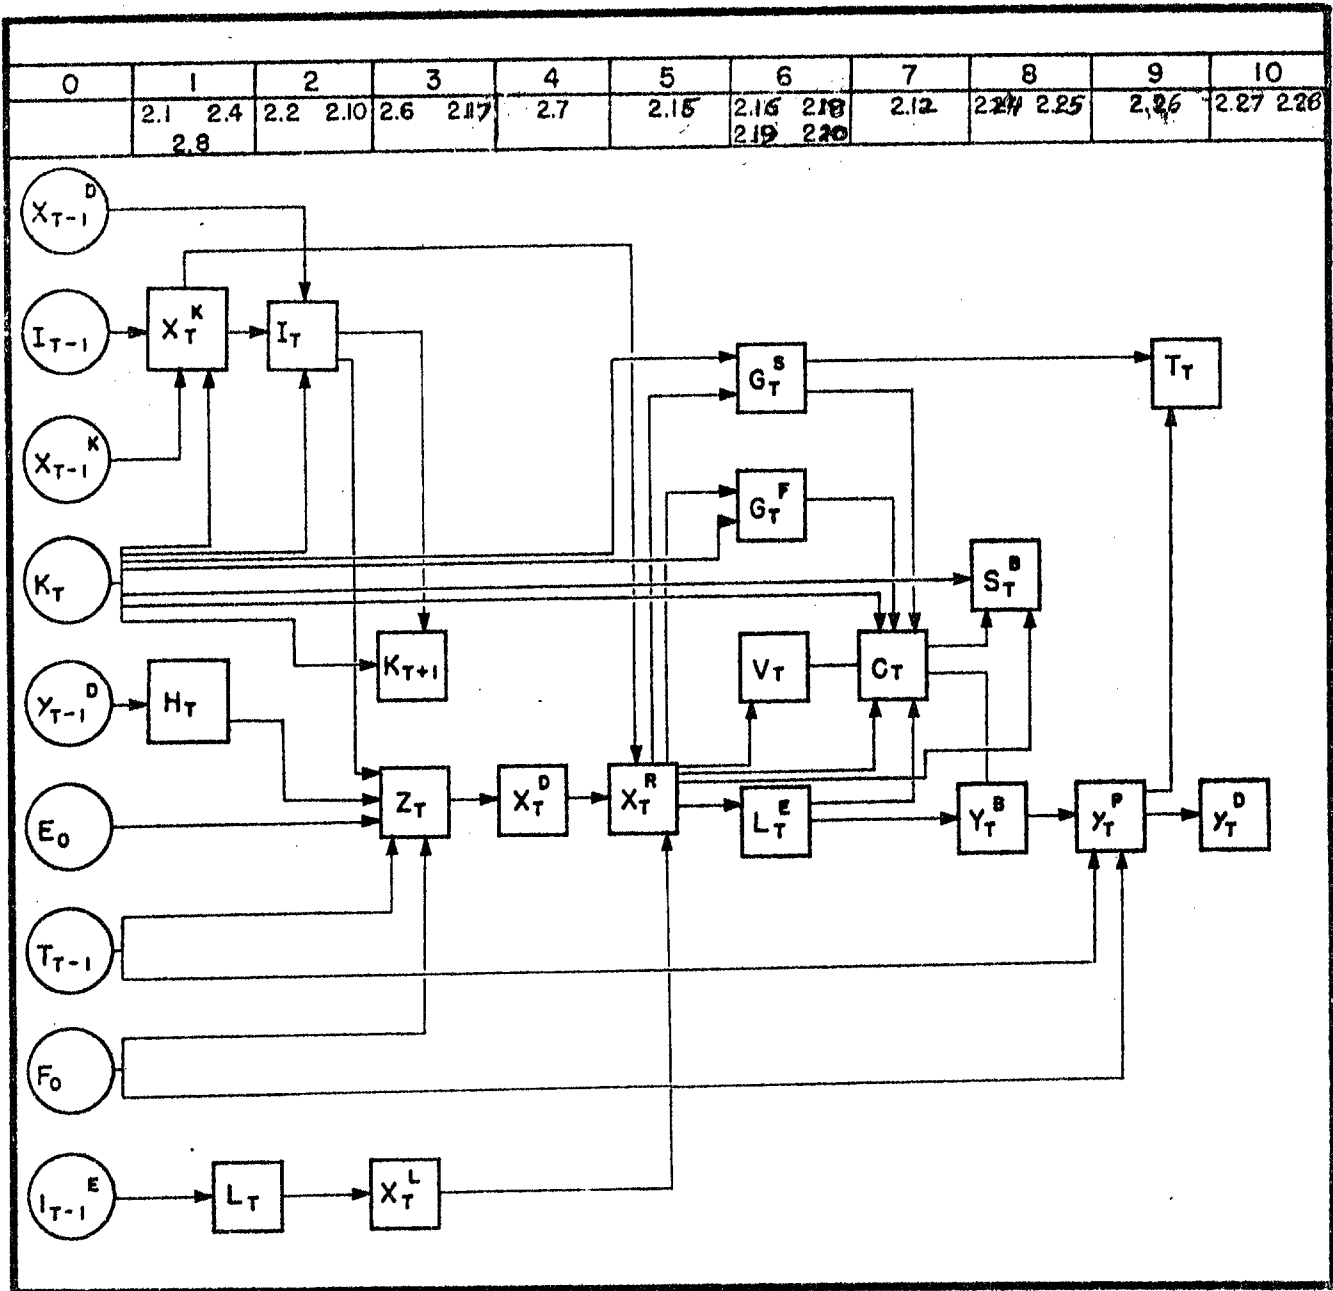 0 1 2 3 4 5 6 7 8 9 10
2.1 2.4 2.2 2.10 2.6 2.17 2.7 2.15 2.16 2.18 2.12 2.24 2.25 2.26 2.27 2.28
2.8 2.19 2.20
X_{T-1}^D
I_{T-1} X_T^K I_T G_T^S T_T
X_{T-1}^K G_T^F
K_T S_T^B
y_{T-1}^D H_T K_{T+1} V_T C_T
E_0 Z_T X_T^D X_T^R L_T^E Y_T^B y_T^P y_T^D
T_{T-1}
F_0
I_{T-1}^E L_T X_T^L